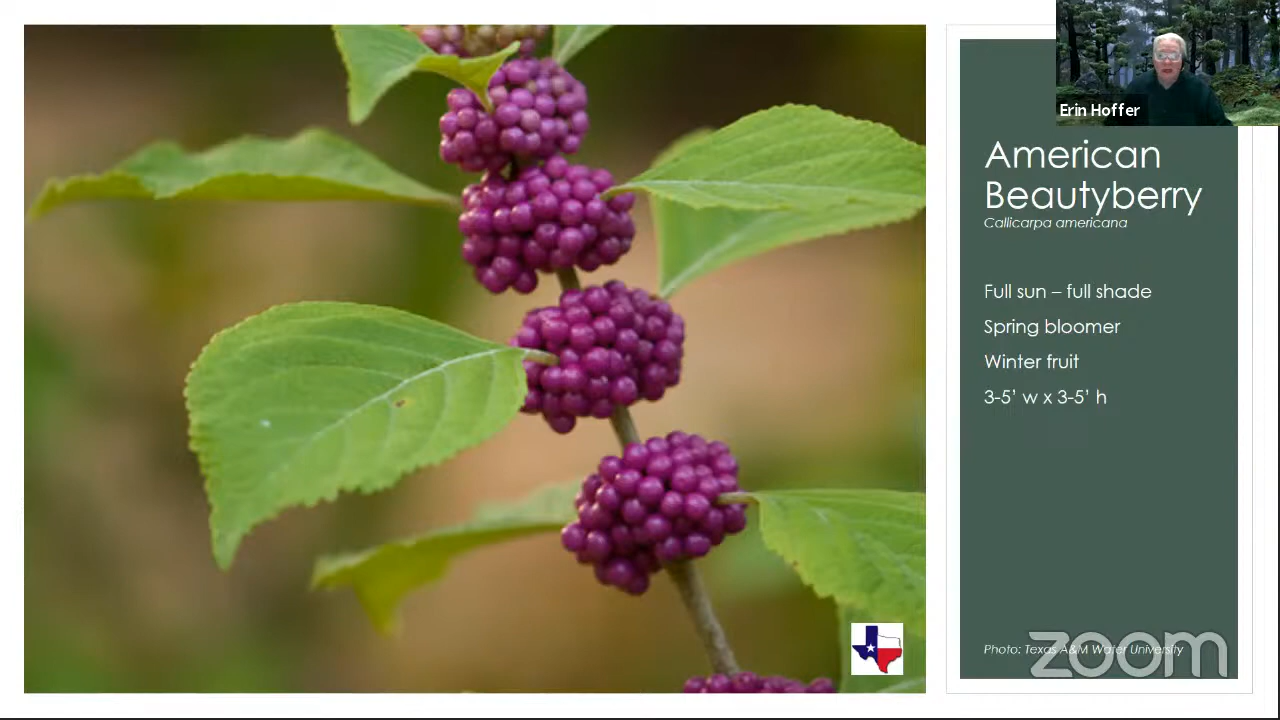 Erin Hoffer
American
Beautyberry
Callicarpa americana
Full sun – full shade
Spring bloomer
Winter fruit
3-5’ w x 3-5’ h
Photo: Texas A&M Water University
zoom